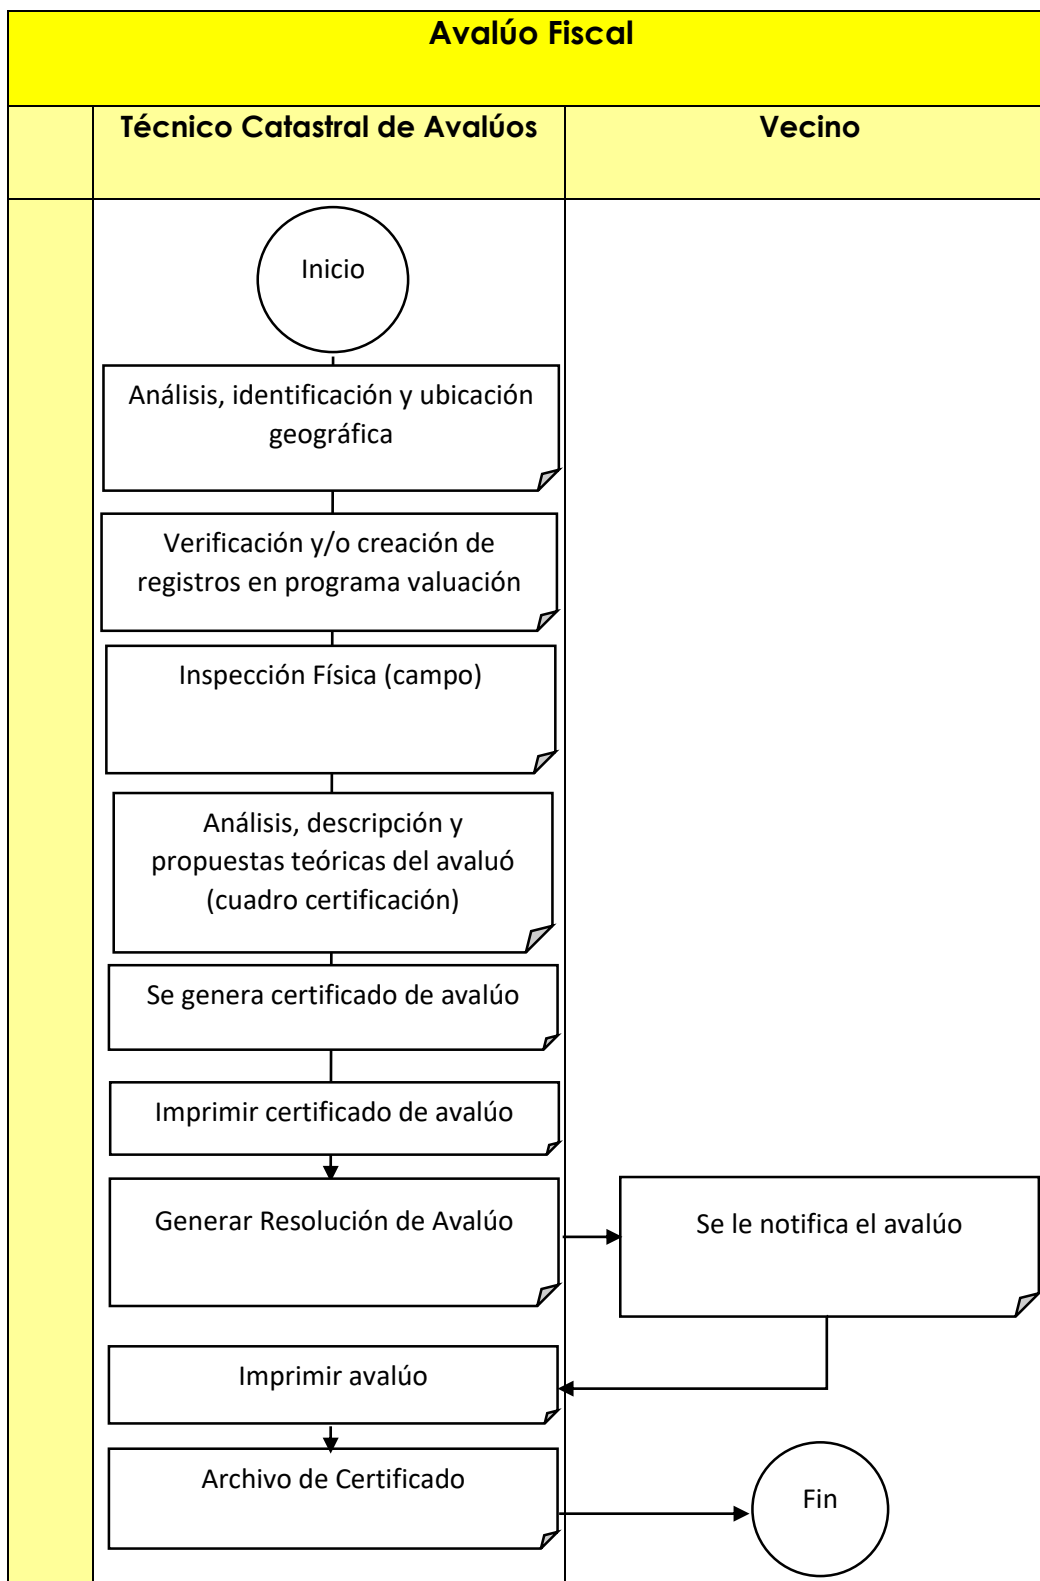 Avalúo Fiscal
Técnico Catastral de Avalúos
Vecino
Inicio
Análisis, identificación y ubicación
geográfica
Verificación y/o creación de
registros en programa valuación
Inspección Física (campo)
Análisis, descripción y
propuestas teóricas del avaluó
(cuadro certificación)
Se genera certificado de avalúo
Imprimir certificado de avalúo
Generar Resolución de Avalúo
Se le notifica el avalúo
Imprimir avalúo
Archivo de Certificado
Fin